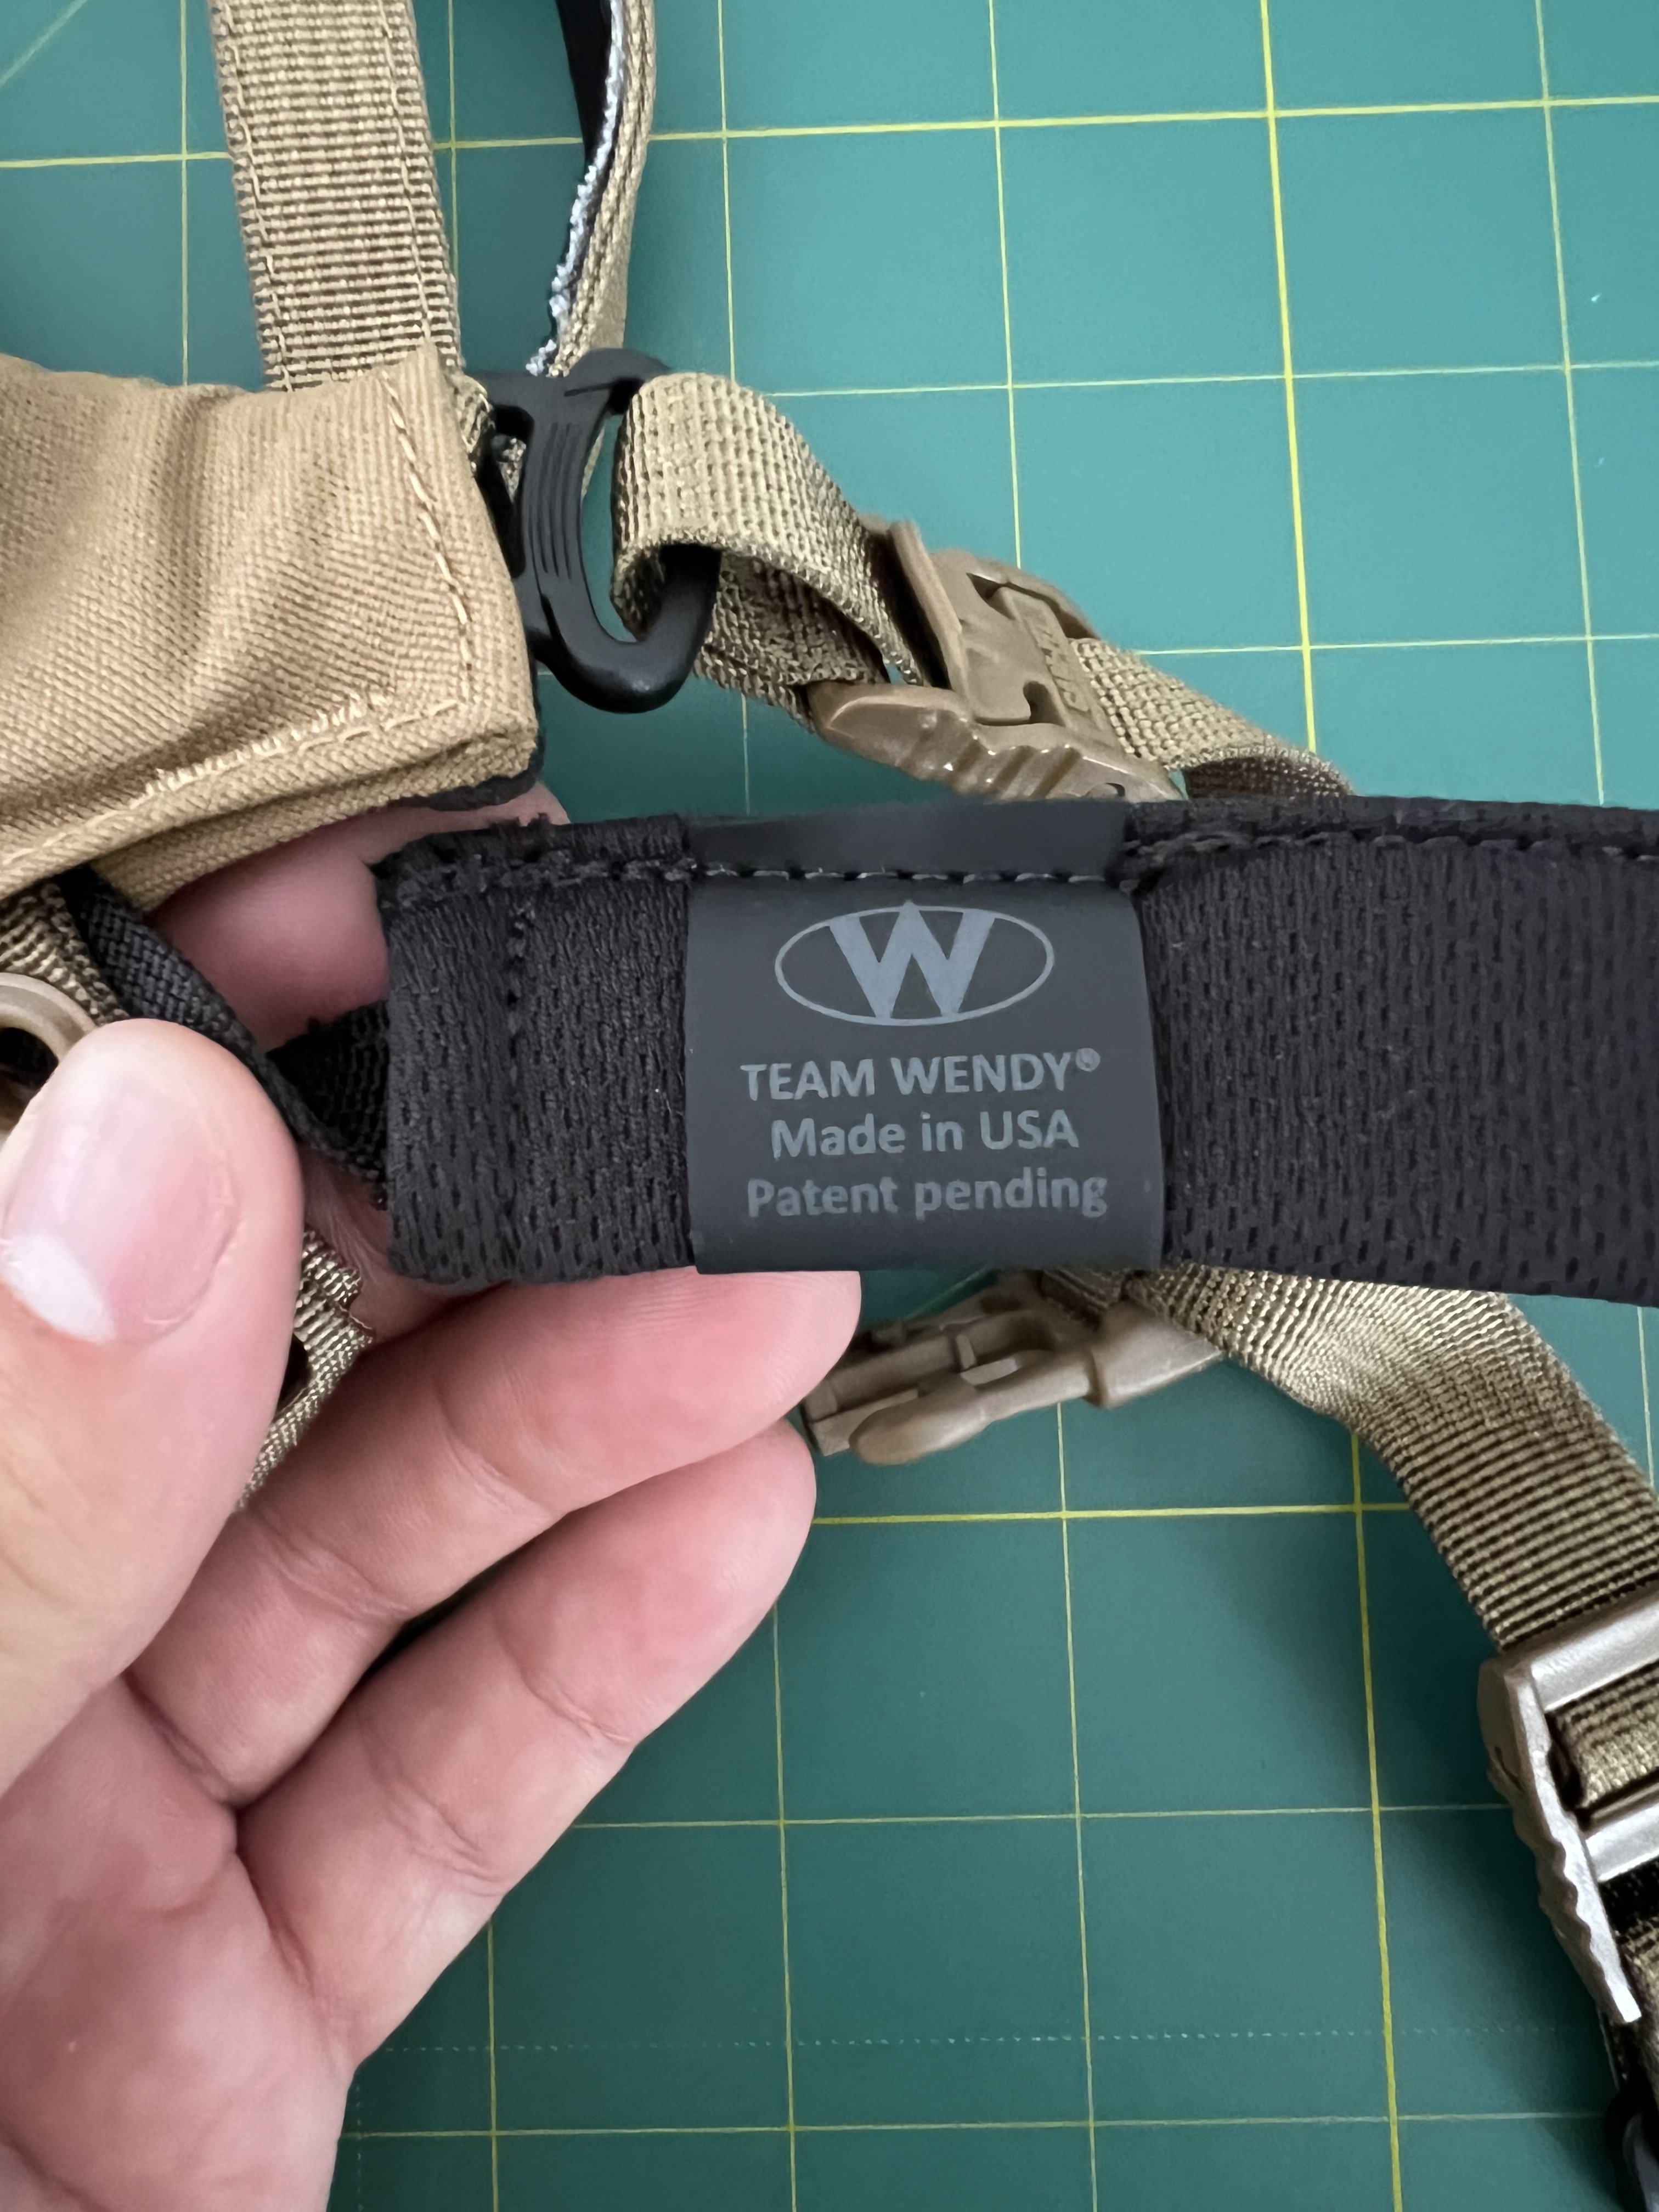 W
TEAM WENDY®
Made in USA
Patent pending